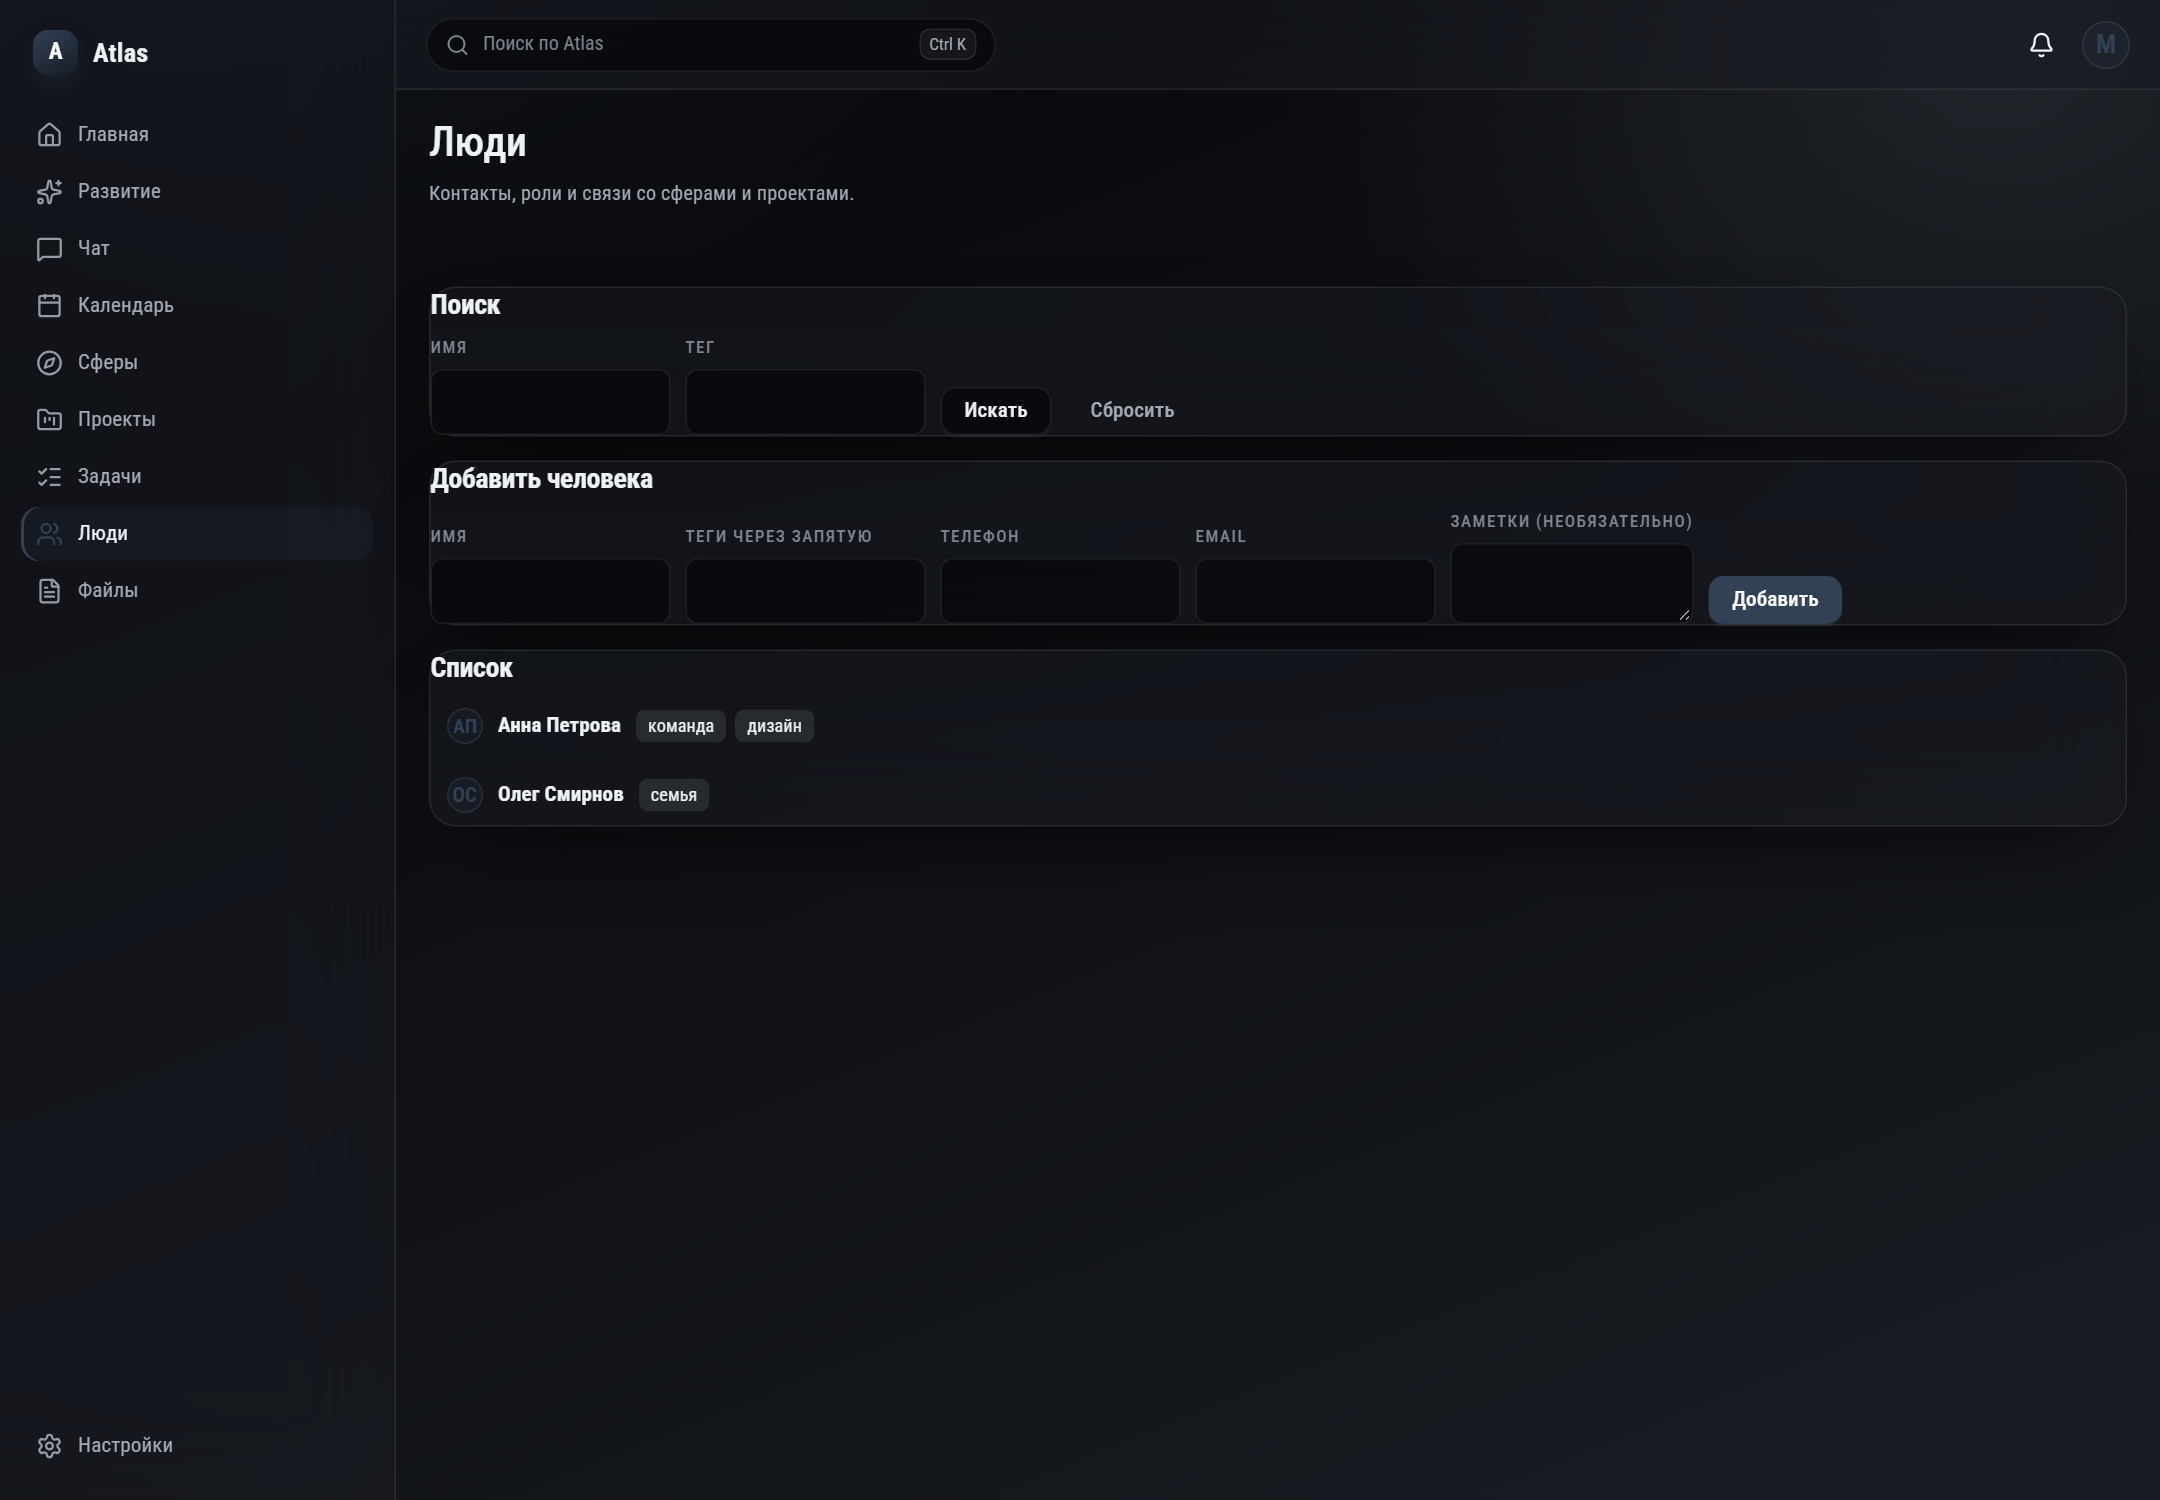 A Atlas
Поиск по Atlas Ctrl K
M
Главная
Развитие
Чат
Календарь
Сферы
Проекты
Задачи
Люди
Файлы
Настройки
Люди
Контакты, роли и связи со сферами и проектами.
Поиск
ИМЯ ТЕГ
Искать Сбросить
Добавить человека
ИМЯ ТЕГИ ЧЕРЕЗ ЗАПЯТУЮ ТЕЛЕФОН EMAIL ЗАМЕТКИ (НЕОБЯЗАТЕЛЬНО)
Добавить
Список
АП Анна Петрова команда дизайн
ОС Олег Смирнов семья